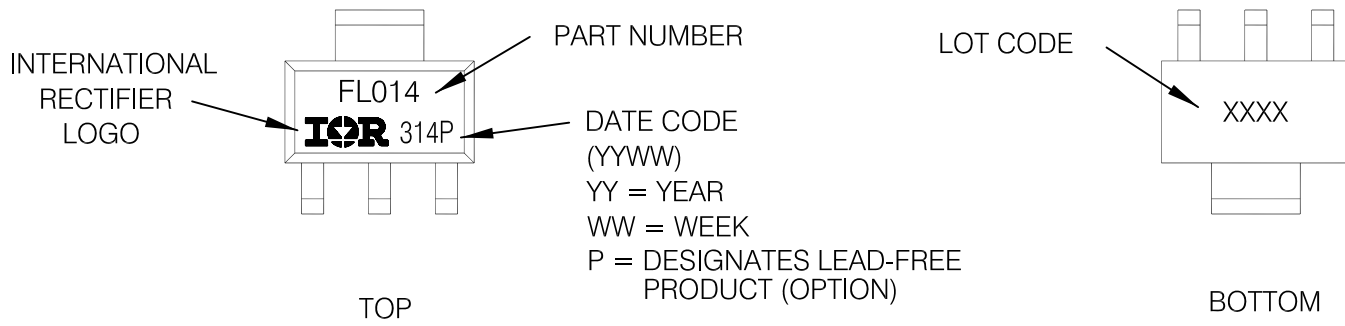 INTERNATIONAL
RECTIFIER
LOGO
FL014
IOR 314P
PART NUMBER
DATE CODE
(YYWW)
YY = YEAR
WW = WEEK
P = DESIGNATES LEAD-FREE
PRODUCT (OPTION)
TOP
LOT CODE
XXXX
BOTTOM